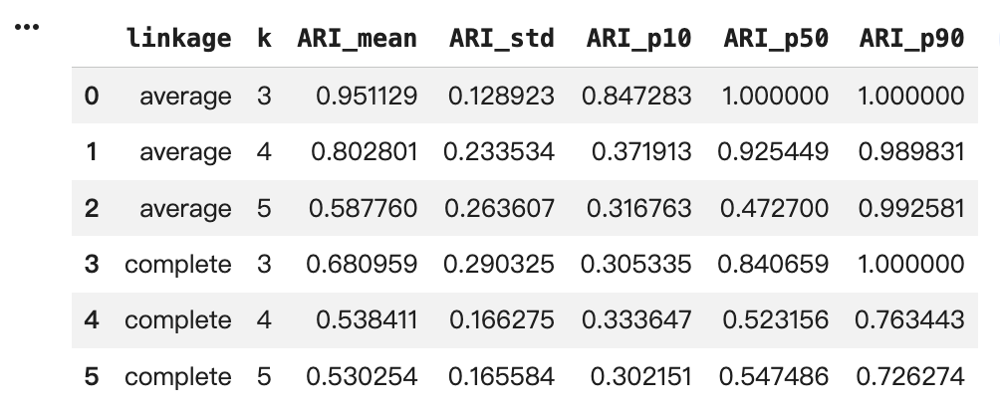 ...
linkage k ARI_mean ARI_std ARI_p10 ARI_p50 ARI_p90
0 average 3 0.951129 0.128923 0.847283 1.000000 1.000000
1 average 4 0.802801 0.233534 0.371913 0.925449 0.989831
2 average 5 0.587760 0.263607 0.316763 0.472700 0.992581
3 complete 3 0.680959 0.290325 0.305335 0.840659 1.000000
4 complete 4 0.538411 0.166275 0.333647 0.523156 0.763443
5 complete 5 0.530254 0.165584 0.302151 0.547486 0.726274